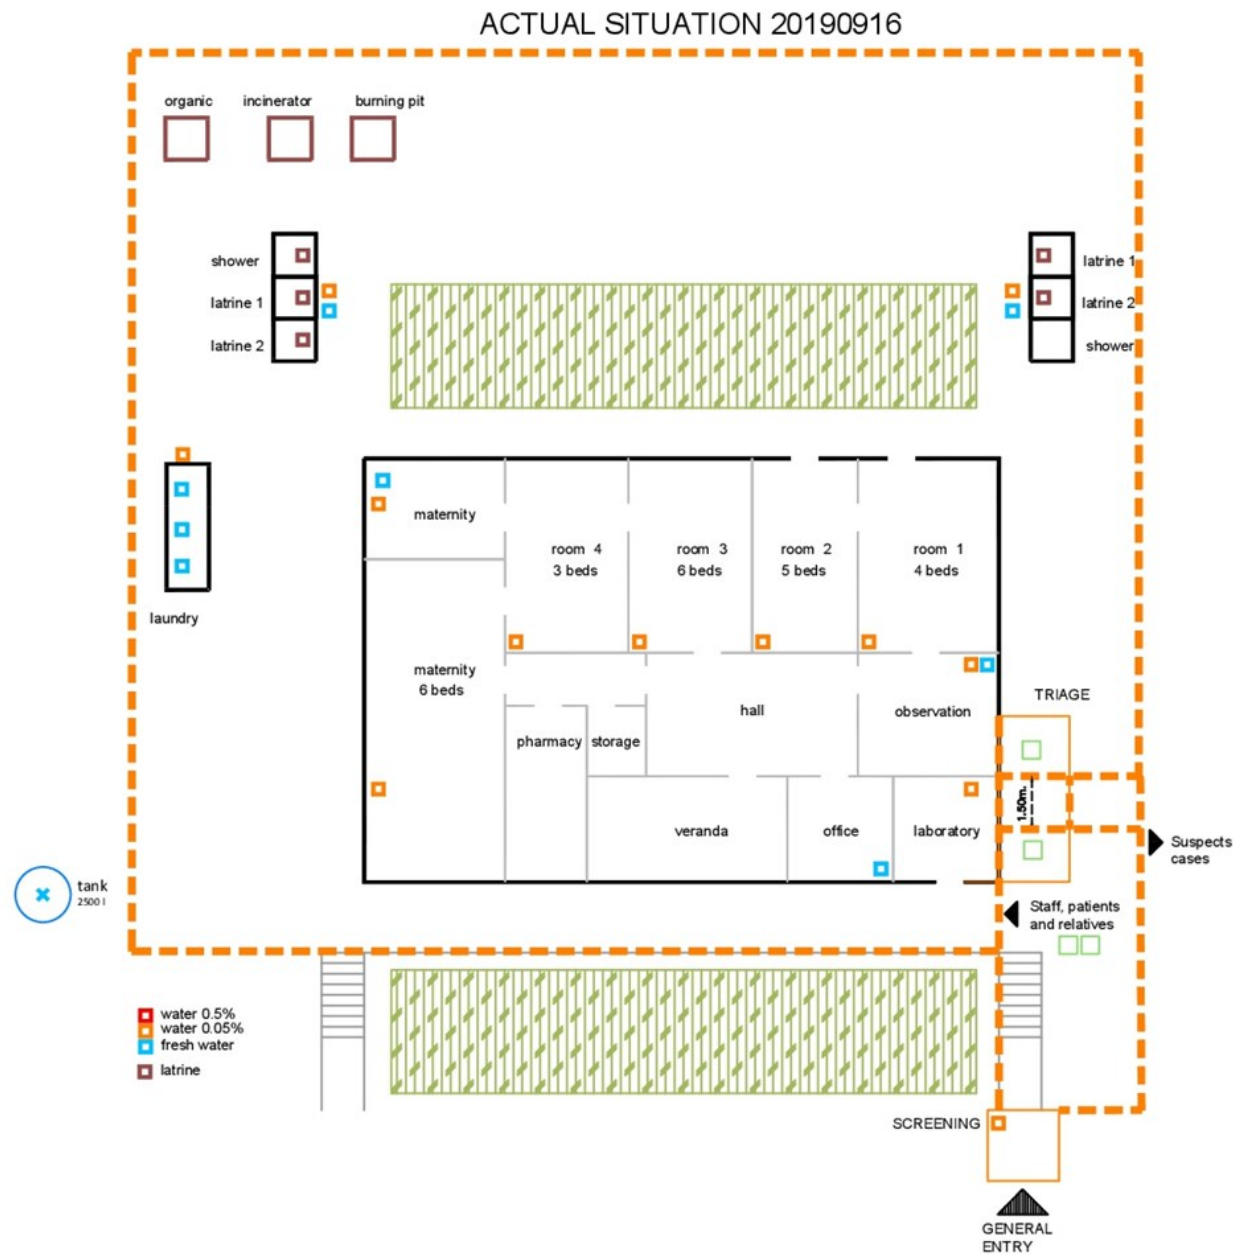 ACTUAL SITUATION 20190916
organic
incinerator
burning pit
shower
latrine 1
latrine 2
latrine 1
latrine 2
shower
laundry
maternity
room 4
3 beds
room 3
6 beds
room 2
5 beds
room 1
4 beds
maternity
6 beds
hall
observation
pharmacy
storage
veranda
office
laboratory
TRIAGE
1.50m.
Suspects
cases
Staff, patients
and relatives
tank
2500 l
water 0.5%
water 0.05%
fresh water
latrine
SCREENING
GENERAL
ENTRY